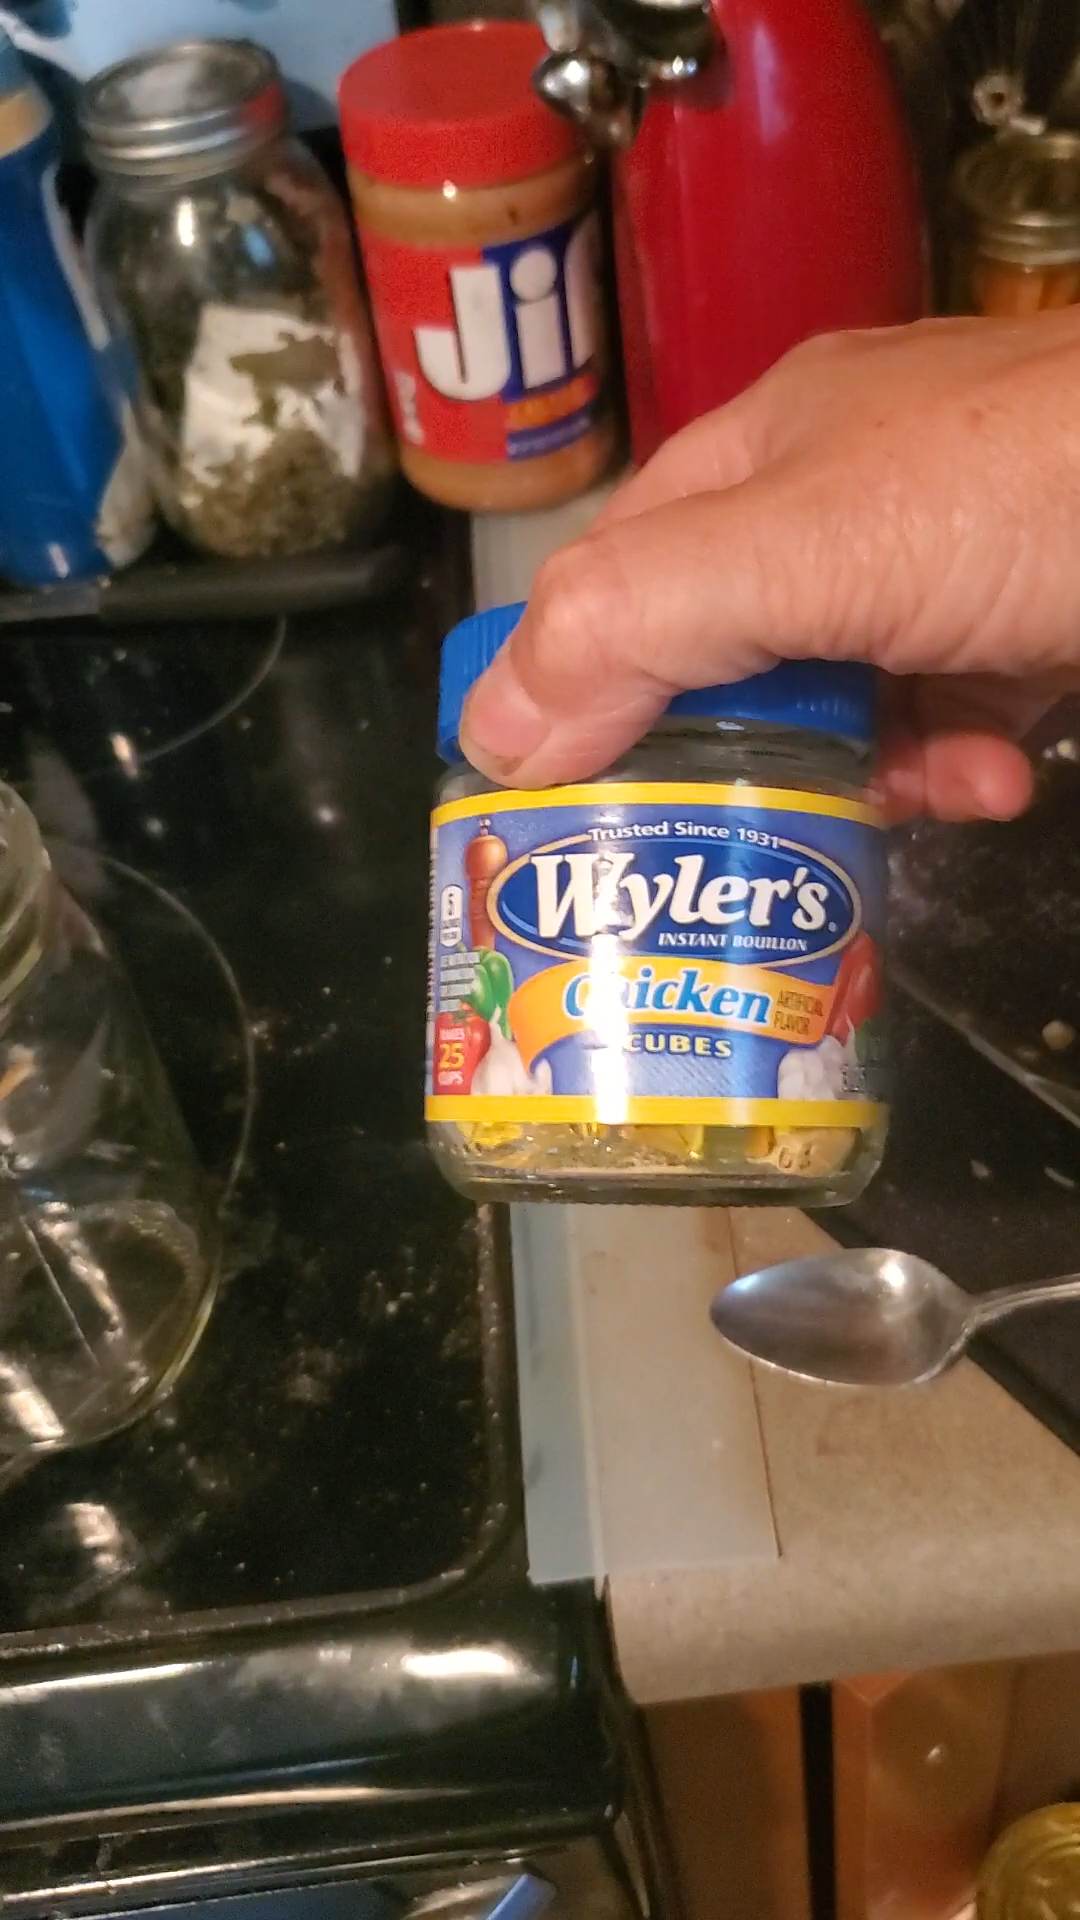 Jif
Trusted Since 1931
Wyler's
INSTANT BOUILLON
Chicken
ARTIFICIAL
FLAVOR
CUBES
MAKES
25
CUPS